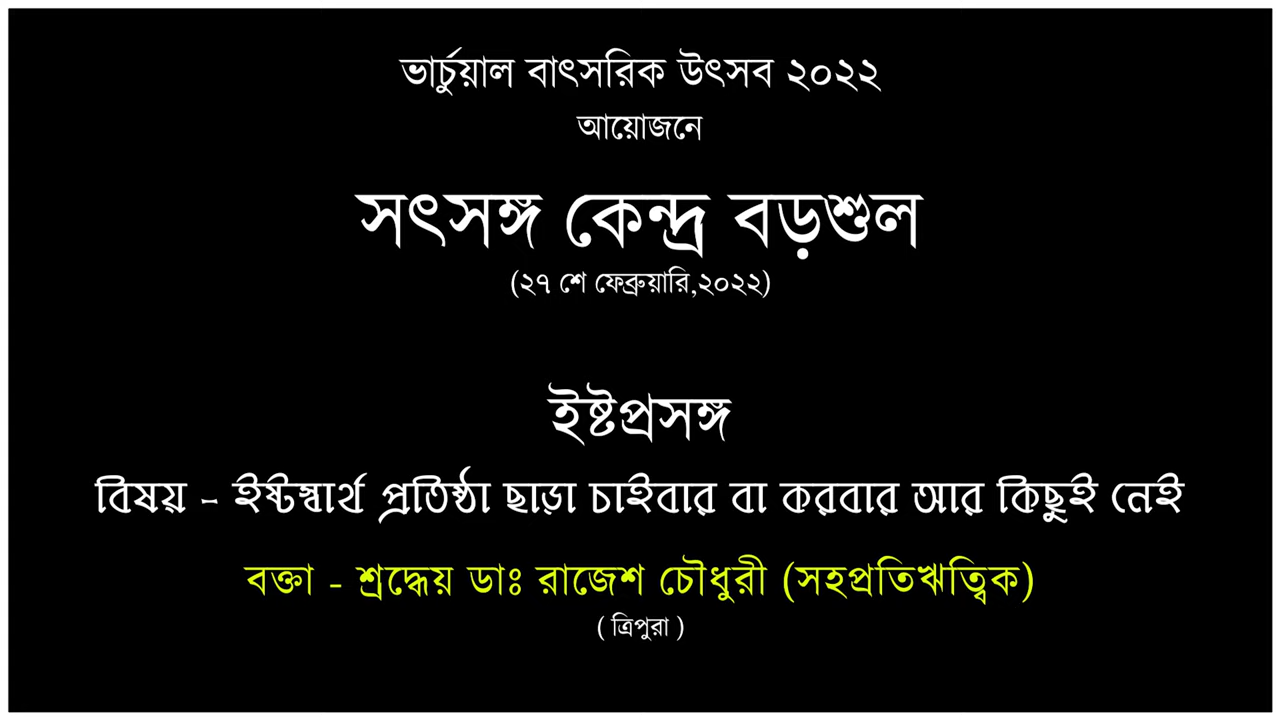 ভার্চুয়াল বাৎসরিক উৎসব ২০২২
আয়োজনে
সৎসঙ্গ কেন্দ্র বড়শুল
(২৭ শে ফেব্রুয়ারি,২০২২)
ইষ্টপ্রসঙ্গ
বিষয় - ইষ্টস্বার্থ প্রতিষ্ঠা ছাড়া চাইবার বা করবার আর কিছুই নেই
বক্তা - শ্রদ্ধেয় ডাঃ রাজেশ চৌধুরী (সহপ্রতিঋত্বিক)
( ত্রিপুরা )